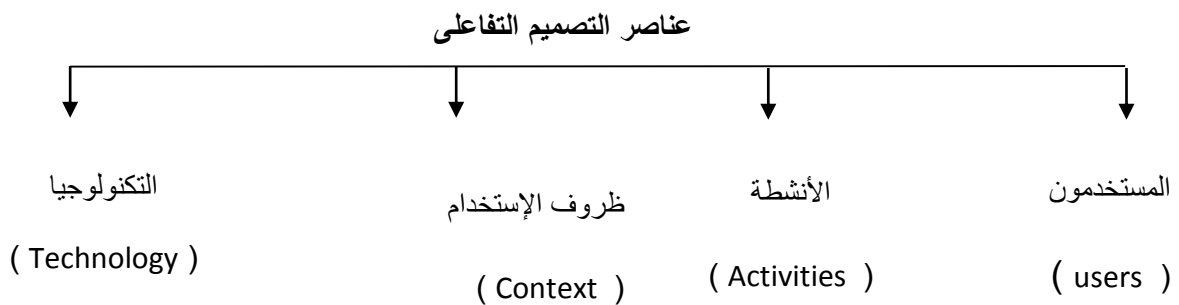 عناصر التصميم التفاعلى
المستخدمون
( users )
الأنشطة
( Activities )
ظروف الإستخدام
( Context )
التكنولوجيا
( Technology )